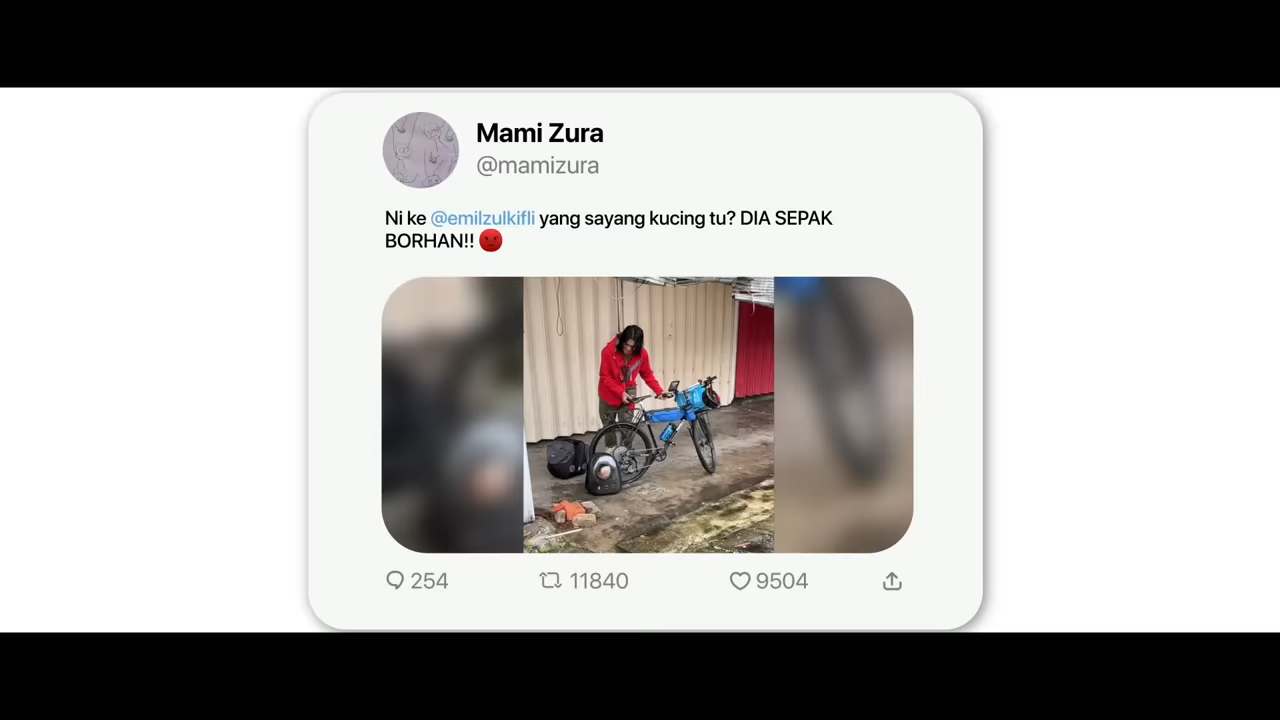 Mami Zura
@mamizura
Ni ke @emilzulkifli yang sayang kucing tu? DIA SEPAK
BORHAN!! 😡
254 11840 9504